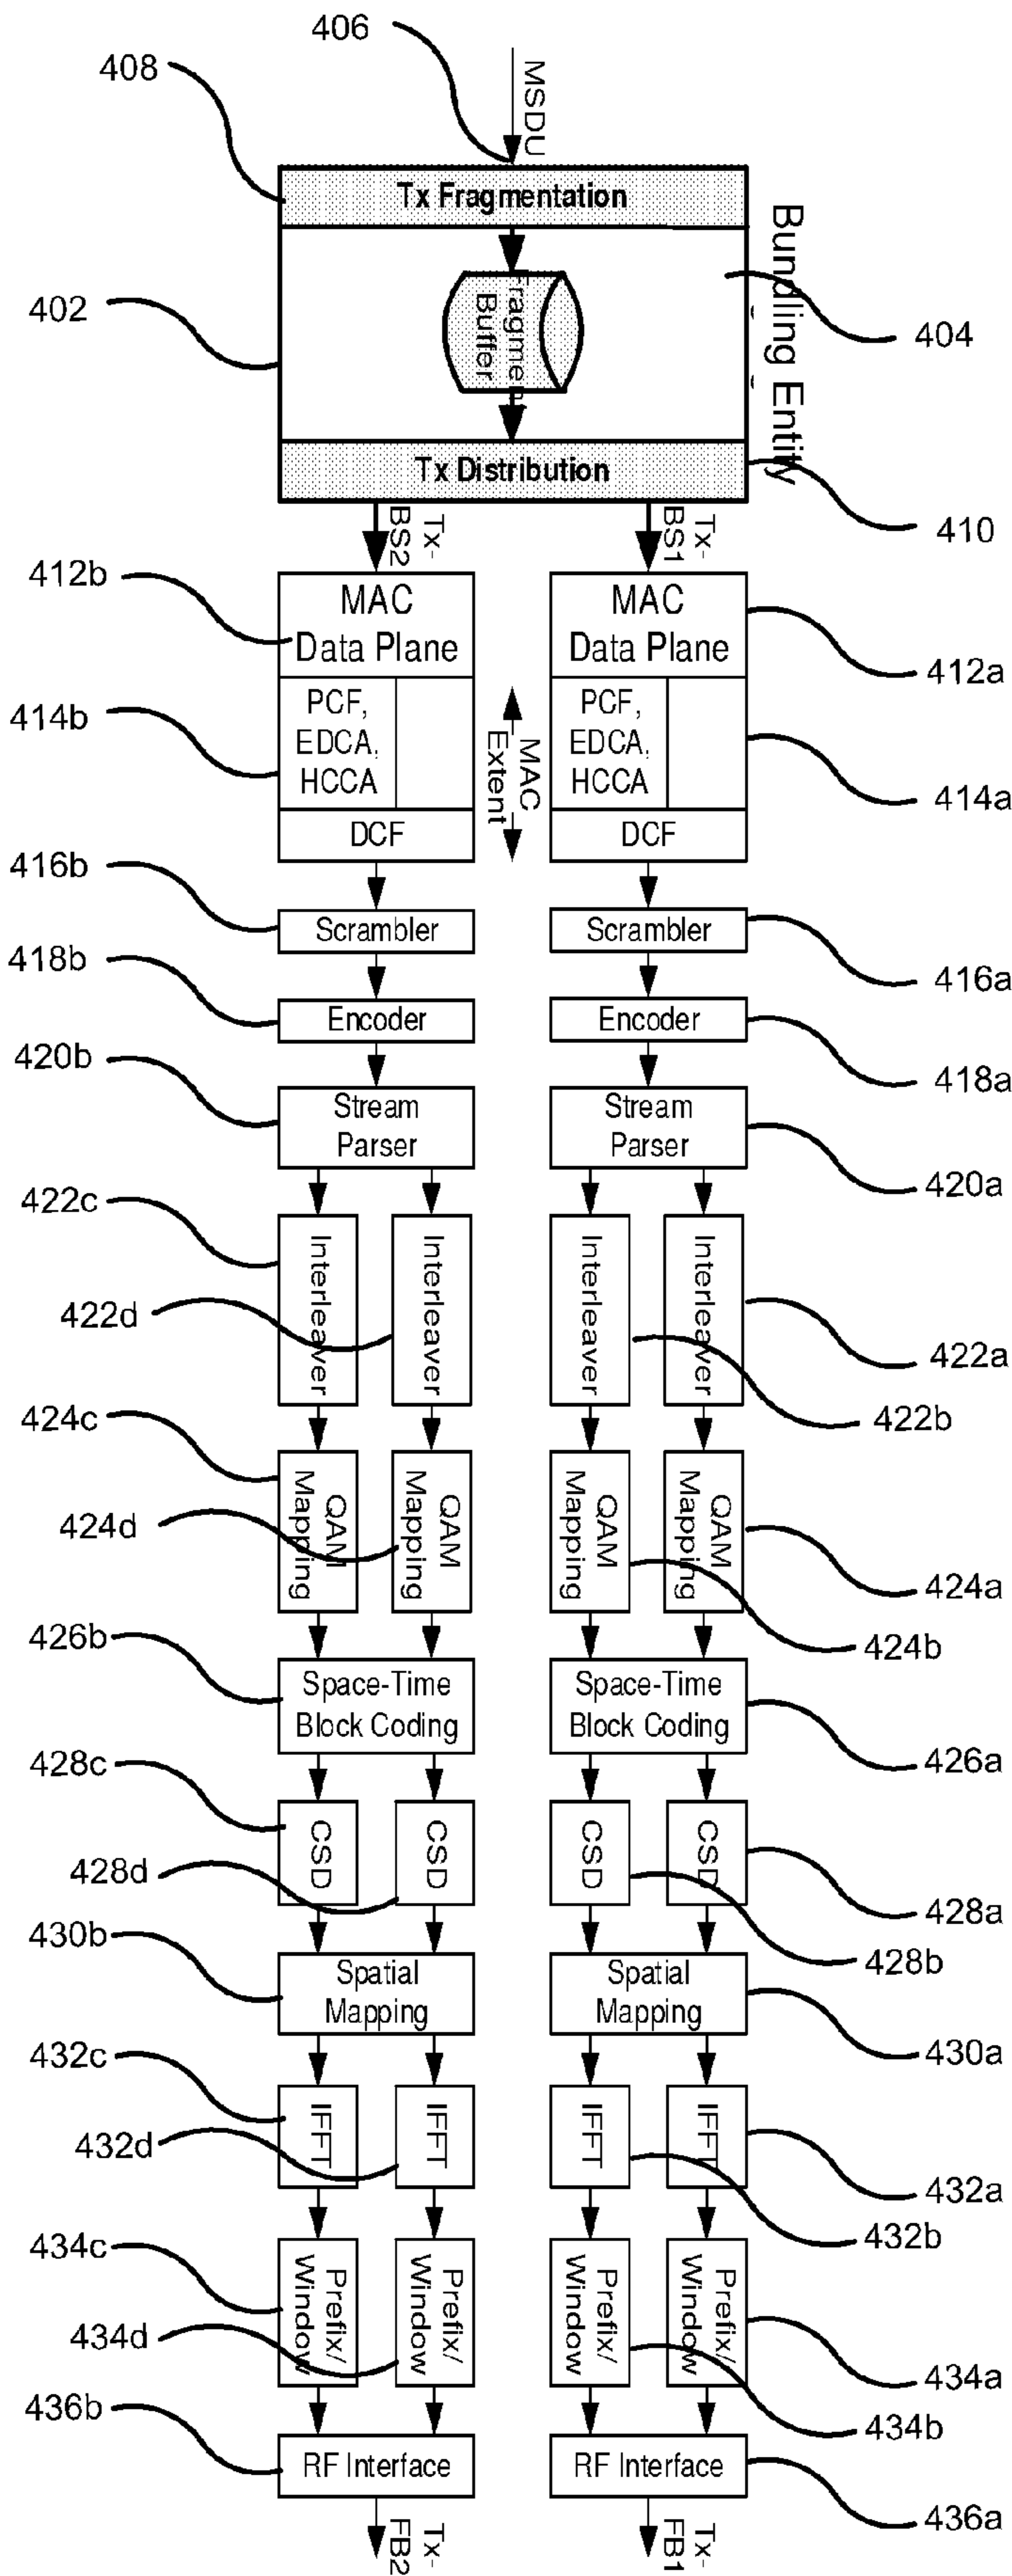 406
MSDU
408
Tx Fragmentation
Bundling Entity
402
Fragment
Buffer
404
Tx Distribution
410
Tx-
BS2
Tx-
BS1
412b
MAC
Data Plane
MAC
Data Plane
412a
414b
PCF,
EDCA,
HCCA
MAC
Extent
PCF,
EDCA,
HCCA
414a
DCF
DCF
416b
Scrambler
Scrambler
416a
418b
Encoder
Encoder
418a
420b
Stream
Parser
Stream
Parser
420a
422c
Interleaver
Interleaver
Interleaver
Interleaver
422d
422a
422b
424c
QAM
Mapping
QAM
Mapping
QAM
Mapping
QAM
Mapping
424d
424a
424b
426b
Space-Time
Block Coding
Space-Time
Block Coding
426a
428c
CSD
CSD
CSD
CSD
428d
428a
428b
430b
Spatial
Mapping
Spatial
Mapping
430a
432c
IFFT
IFFT
IFFT
IFFT
432d
432a
432b
434c
Prefix/
Window
Prefix/
Window
Prefix/
Window
Prefix/
Window
434d
434a
434b
436b
RF Interface
RF Interface
436a
Tx-
FB2
Tx-
FB1